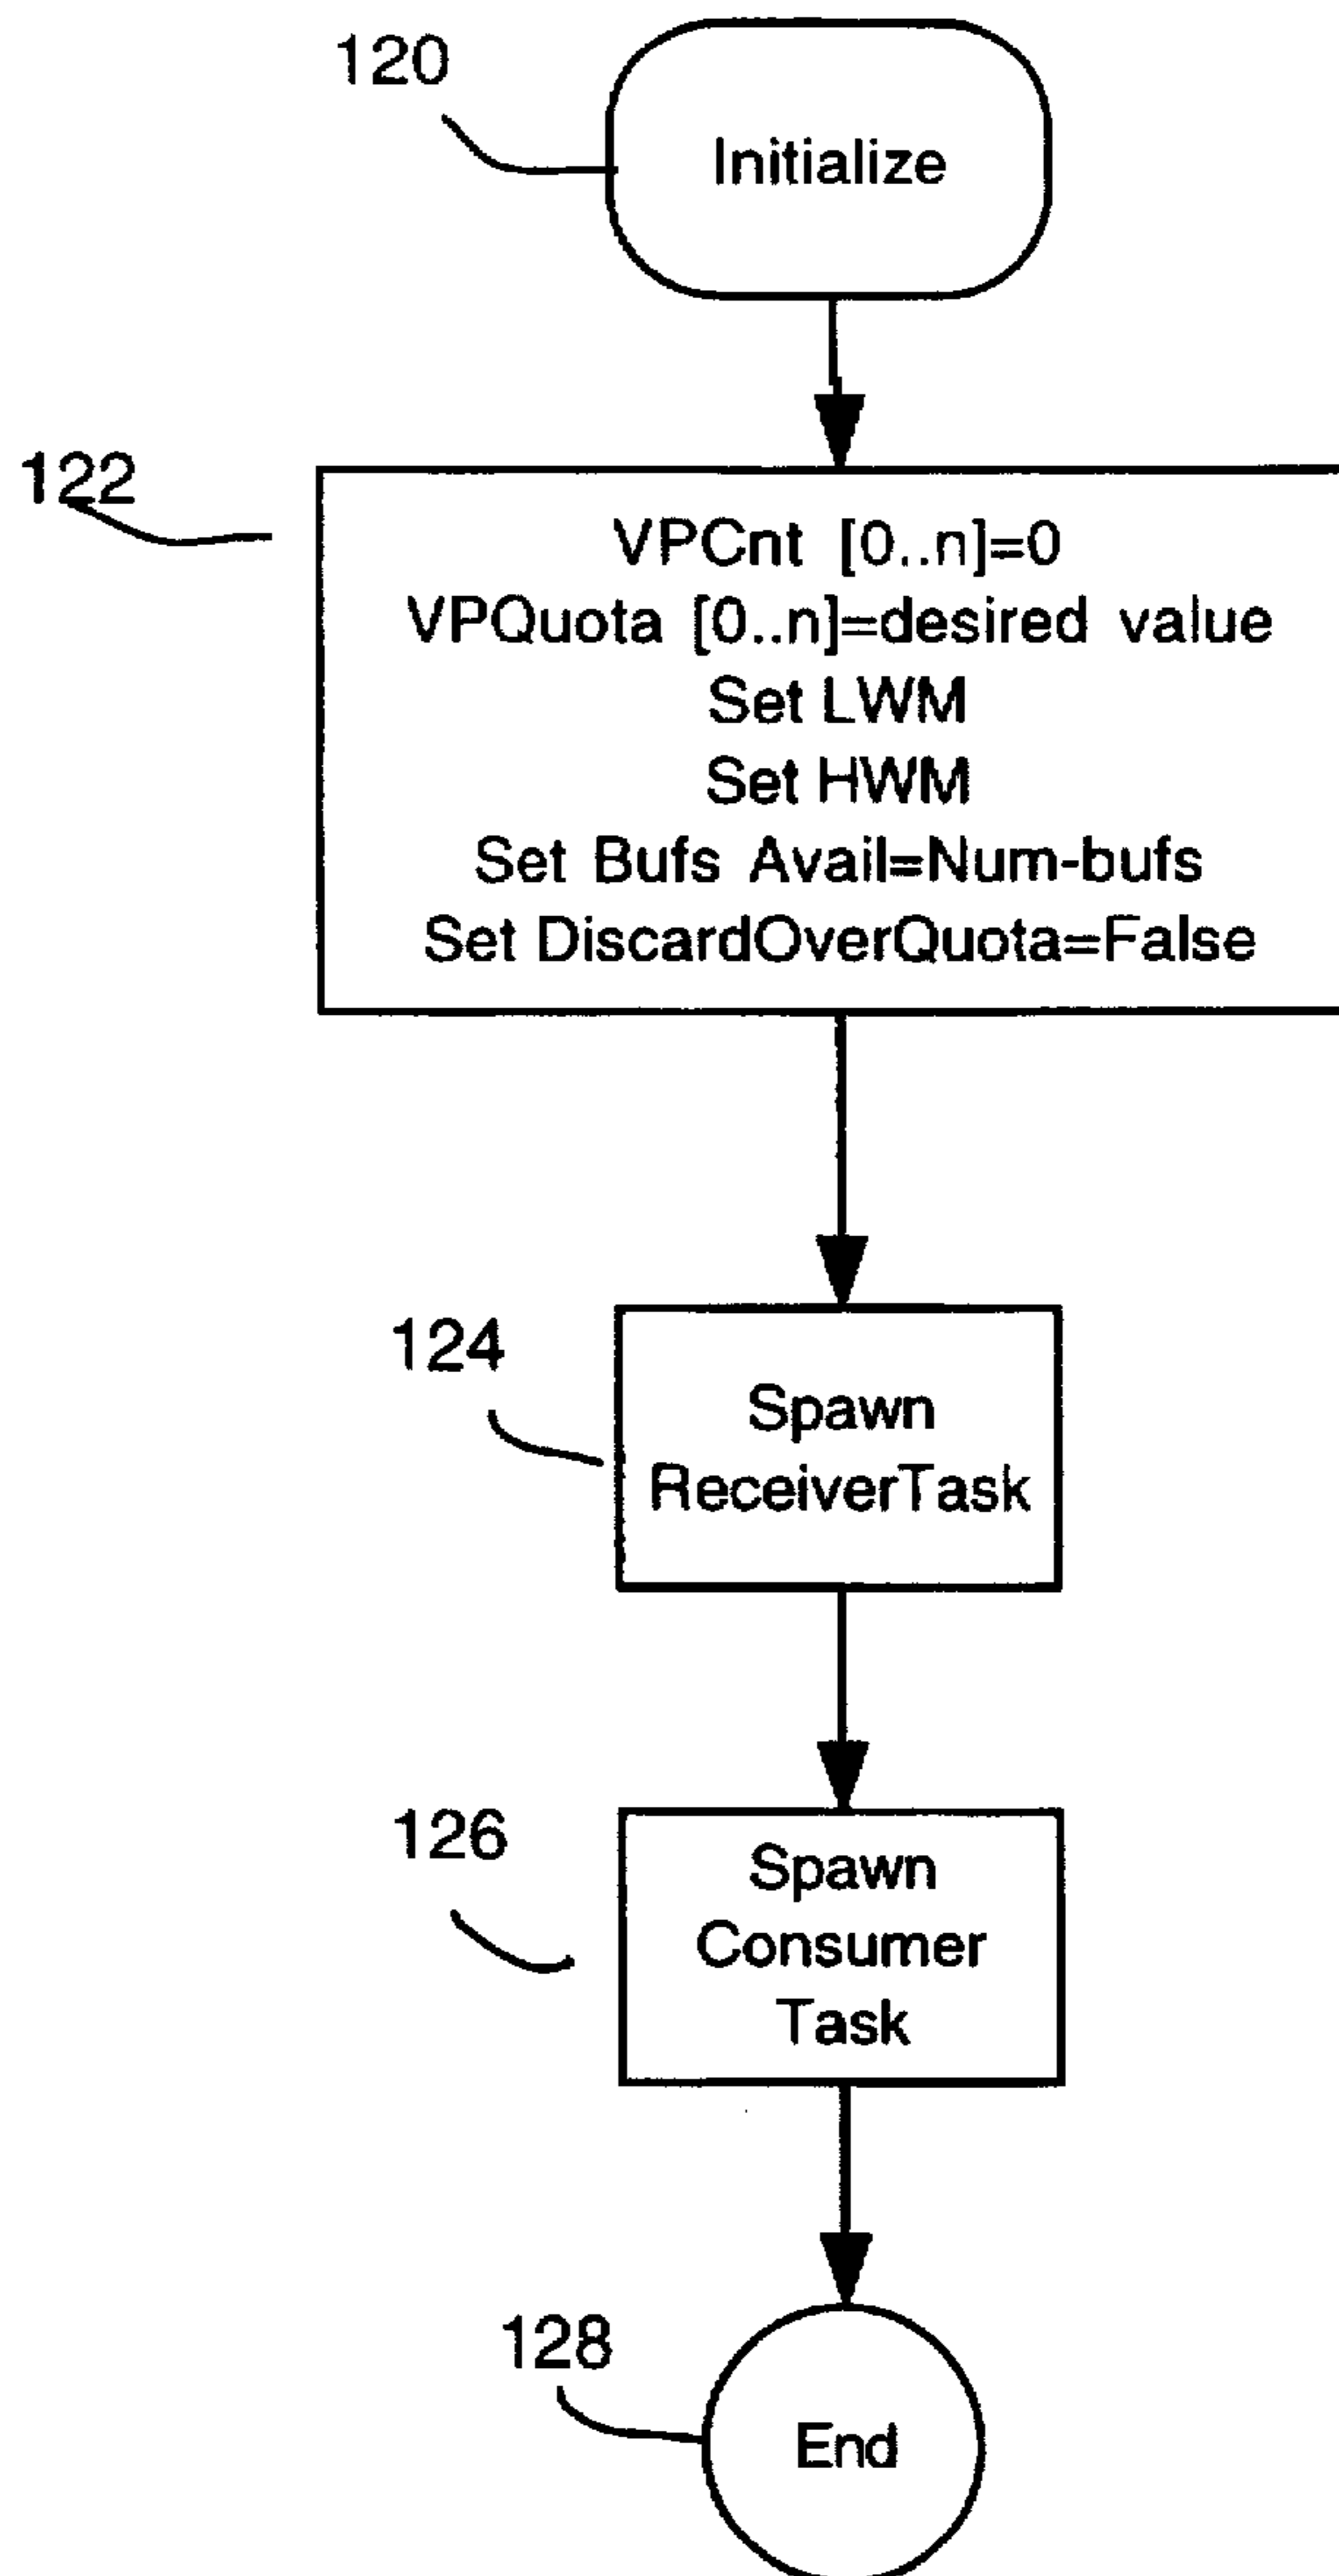 120
Initialize
122
VPCnt [0..n]=0
VPQuota [0..n]=desired value
Set LWM
Set HWM
Set Bufs Avail=Num-bufs
Set DiscardOverQuota=False
124
Spawn
ReceiverTask
126
Spawn
Consumer
Task
128
End